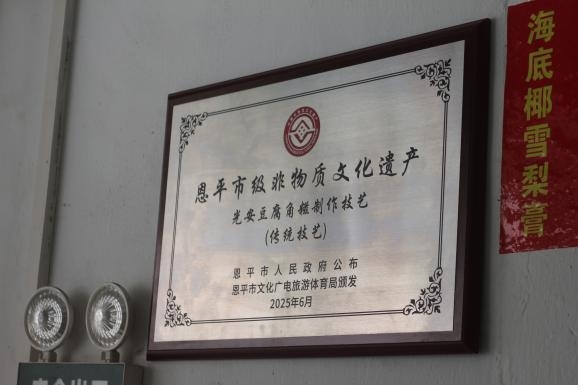 恩平市级非物质文化遗产
光安豆腐角糍制作技艺
(传统技艺)
恩平市人民政府公布
恩平市文化广电旅游体育局颁发
2025年6月
海底椰雪梨膏